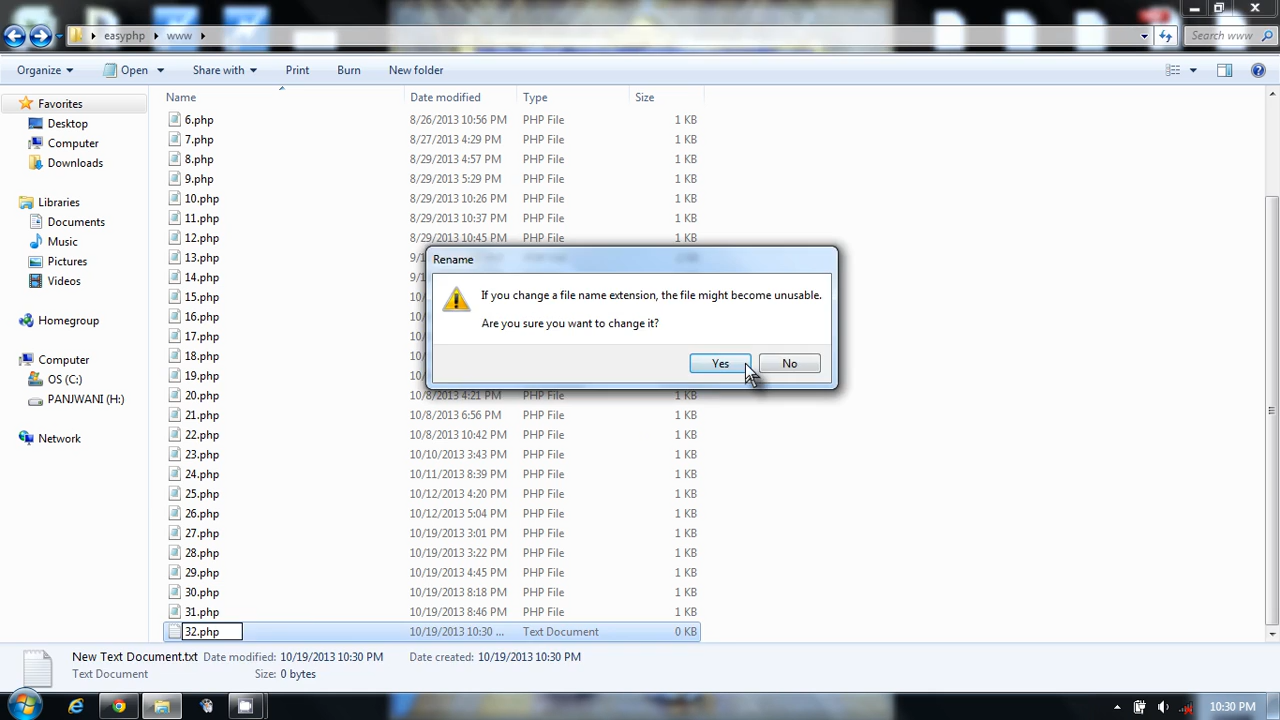 easyphp www Search www
Organize Open Share with Print Burn New folder
Name Date modified Type Size
Favorites
Desktop
Computer
Downloads
Libraries
Documents
Music
Pictures
Videos
Homegroup
Computer
OS (C:)
PANJWANI (H:)
Network
6.php 8/26/2013 10:56 PM PHP File 1 KB
7.php 8/27/2013 4:29 PM PHP File 1 KB
8.php 8/29/2013 4:57 PM PHP File 1 KB
9.php 8/29/2013 5:29 PM PHP File 1 KB
10.php 8/29/2013 10:26 PM PHP File 1 KB
11.php 8/29/2013 10:37 PM PHP File 1 KB
12.php 8/29/2013 10:45 PM PHP File 1 KB
13.php
14.php
15.php
16.php
17.php
18.php
19.php
20.php 10/8/2013 4:21 PM PHP File 1 KB
21.php 10/8/2013 6:56 PM PHP File 1 KB
22.php 10/8/2013 10:42 PM PHP File 1 KB
23.php 10/10/2013 3:43 PM PHP File 1 KB
24.php 10/11/2013 8:39 PM PHP File 1 KB
25.php 10/12/2013 4:20 PM PHP File 1 KB
26.php 10/12/2013 5:04 PM PHP File 1 KB
27.php 10/19/2013 3:01 PM PHP File 1 KB
28.php 10/19/2013 3:22 PM PHP File 1 KB
29.php 10/19/2013 4:45 PM PHP File 1 KB
30.php 10/19/2013 8:18 PM PHP File 1 KB
31.php 10/19/2013 8:46 PM PHP File 1 KB
32.php 10/19/2013 10:30 ... Text Document 0 KB
Rename
If you change a file name extension, the file might become unusable.
Are you sure you want to change it?
Yes No
New Text Document.txt Date modified: 10/19/2013 10:30 PM Date created: 10/19/2013 10:30 PM
Text Document Size: 0 bytes
10:30 PM